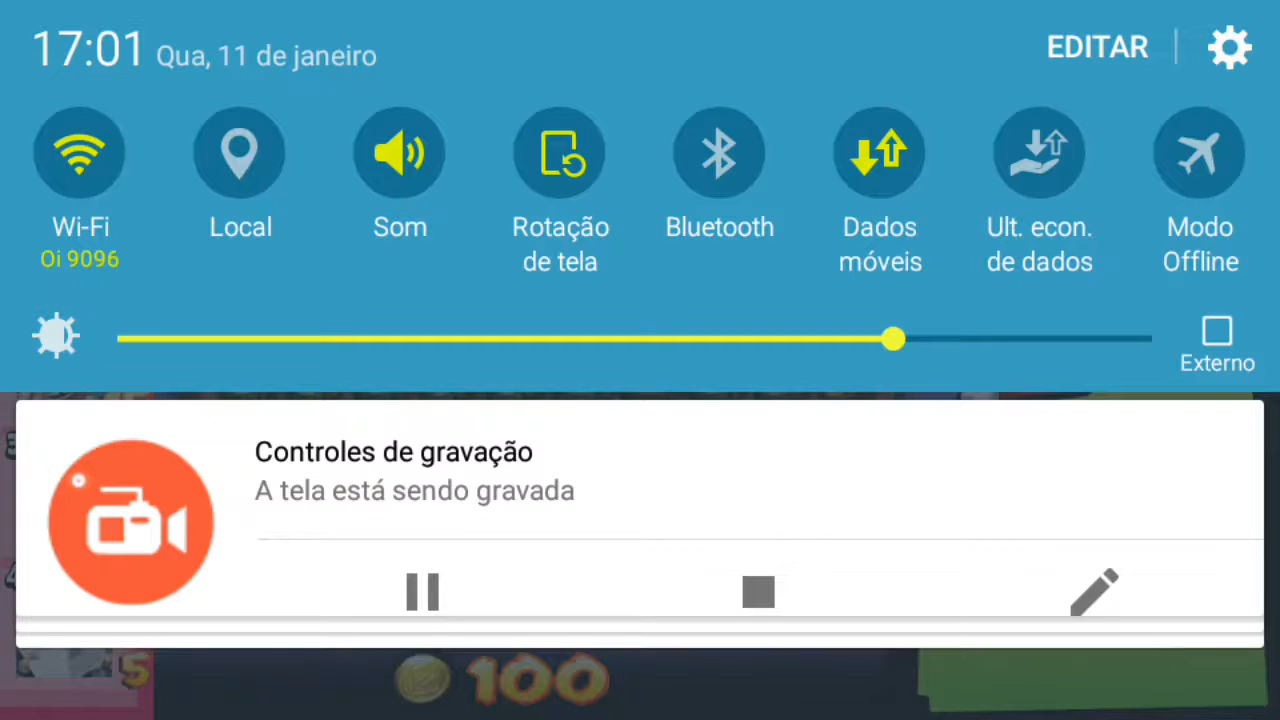 17:01 Qua, 11 de janeiro
EDITAR
Wi-Fi
Oi 9096
Local
Som
Rotação
de tela
Bluetooth
Dados
móveis
Ult. econ.
de dados
Modo
Offline
Externo
Controles de gravação
A tela está sendo gravada
5
100